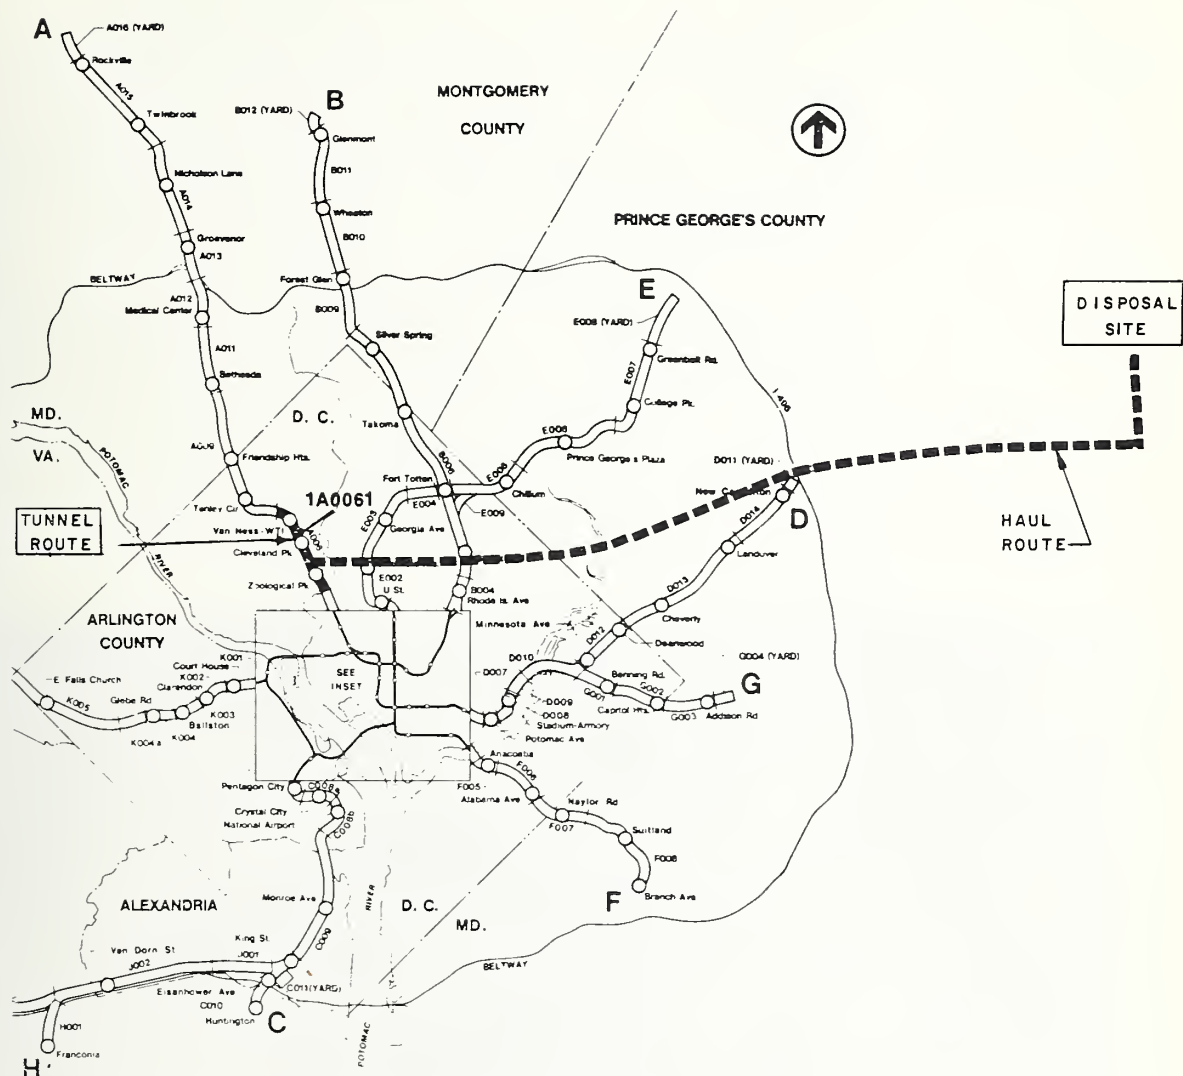 A
A016 (YARD)
Rockville
A015
Twinbrook
Nicholson Lane
A014
Grosvenor
A013
BELTWAY
A012
Medical Center
A011
Bethesda
A009
Friendship Hts.
Tenley Cir.
B012 (YARD)
B
Glenmont
B011
Wheaton
B010
Forest Glen
B009
Silver Spring
Takoma
B006
MONTGOMERY
COUNTY
PRINCE GEORGE'S COUNTY
E
E008 (YARD)
Greenbelt Rd.
E007
College Pk.
E006
Prince George's Plaza
E006
Chillum
Fort Totten
E004
E009
E003
Georgia Ave
E002
U St.
B004
Rhode Is. Ave
DISPOSAL
SITE
HAUL
ROUTE
I-495
D011 (YARD)
New Carrollton
D
D014
Landover
D013
Cheverly
D012
Deanwood
Minnesota Ave
D010
D007
D009
D008
Stadium-Armory
Potomac Ave
Benning Rd.
G001
G002
Capitol Hts.
G003
Addison Rd
G004 (YARD)
G
MD.
VA.
POTOMAC
RIVER
D. C.
1A0061
Van Ness-WTI
A006
Cleveland Pk.
Zoological Pk.
TUNNEL
ROUTE
ARLINGTON
COUNTY
SEE
INSET
K001
Court House
K002
Clarendon
K003
Ballston
K004
K004a
Glebe Rd
E Falls Church
K005
Anacostia
F006
F005
Alabama Ave
Naylor Rd
F007
Suitland
F008
Branch Ave
F
Pentagon City
C008a
Crystal City
National Airport
C008b
ALEXANDRIA
Monroe Ave
RIVER
D. C.
MD.
BELTWAY
King St.
C009
J001
Van Dorn St
J002
Eisenhower Ave
C011 (YARD)
C010
Huntington
C
H001
Franconia
H
POTOMAC